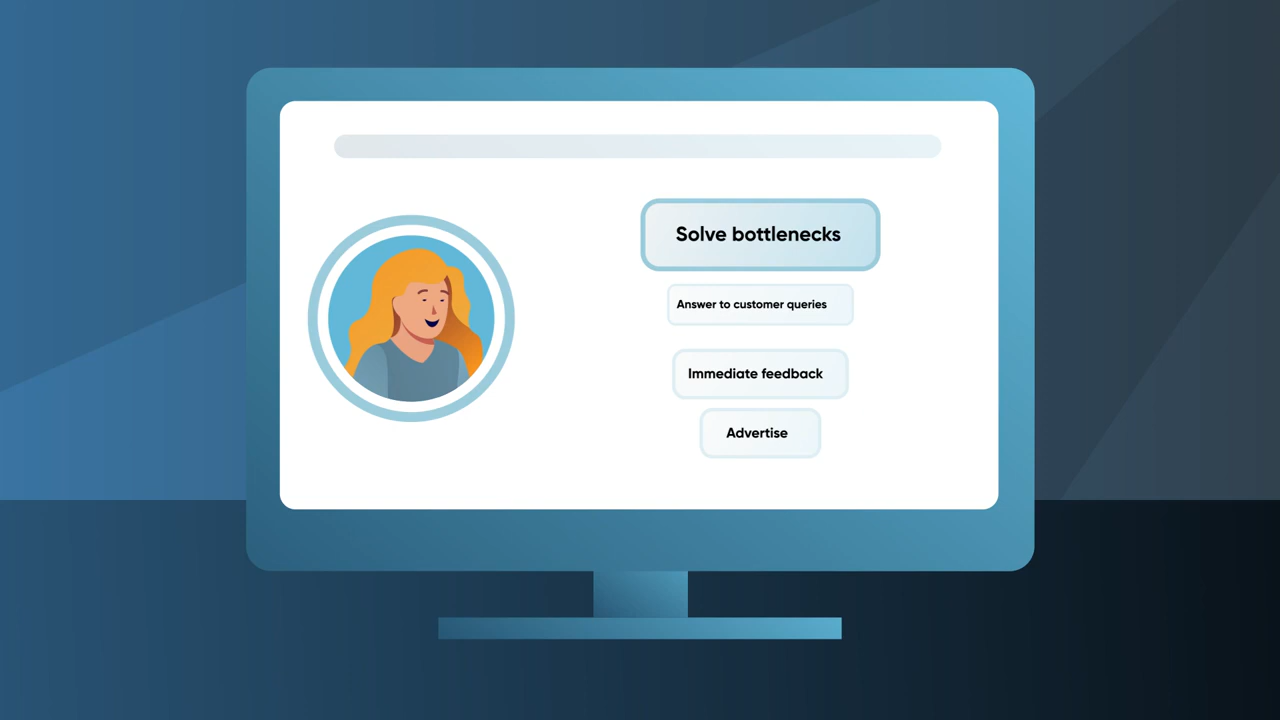 Solve bottlenecks
Answer to customer queries
Immediate feedback
Advertise